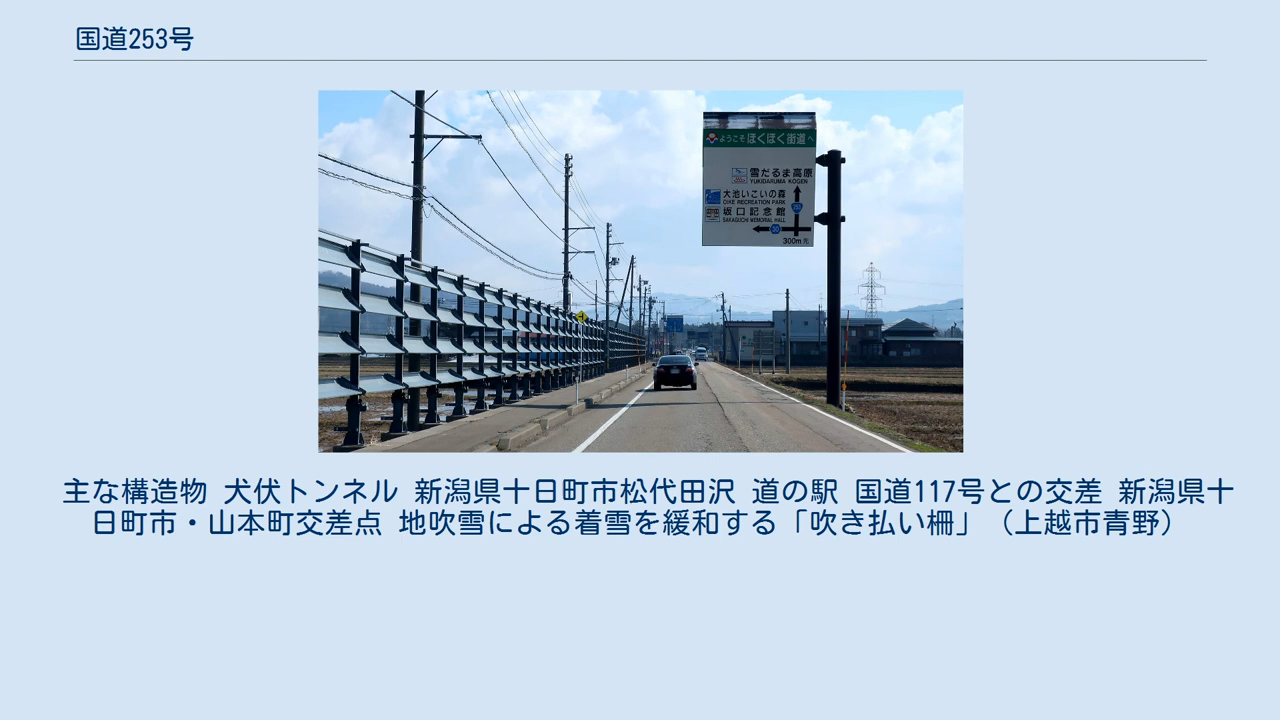 国道253号
ようこそ ほくほく街道へ
雪だるま高原
YUKIDARUMA KOGEN
大池いこいの森
OIKE RECREATION PARK
坂口記念館
SAKAGUCHI MEMORIAL HALL
300m先
主な構造物 犬伏トンネル 新潟県十日町市松代田沢 道の駅 国道117号との交差 新潟県十
日町市・山本町交差点 地吹雪による着雪を緩和する「吹き払い柵」（上越市青野）